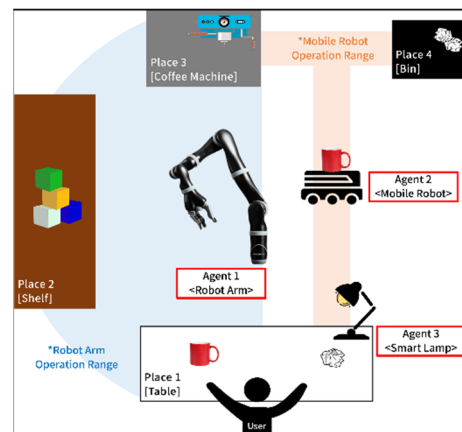 *Mobile Robot
Operation Range
Place 3
[Coffee Machine]
Place 4
[Bin]
Agent 2
<Mobile Robot>
Place 2
[Shelf]
Agent 1
<Robot Arm>
*Robot Arm
Operation Range
Agent 3
<Smart Lamp>
Place 1
[Table]
User